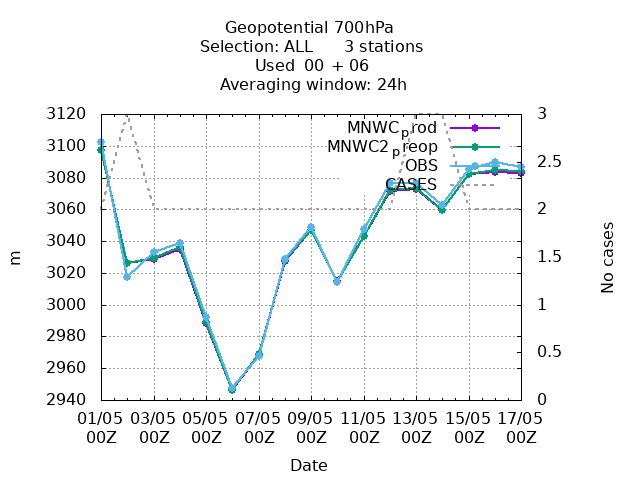 Geopotential 700hPa
Selection: ALL      3 stations
Used  00 + 06
Averaging window: 24h
3120
3100
3080
3060
3040
3020
3000
2980
2960
2940
m
3
2.5
2
1.5
1
0.5
0
No cases
MNWCprod
MNWC2preop
OBS
CASES
01/05 03/05 05/05 07/05 09/05 11/05 13/05 15/05 17/05
00Z 00Z 00Z 00Z 00Z 00Z 00Z 00Z 00Z
Date